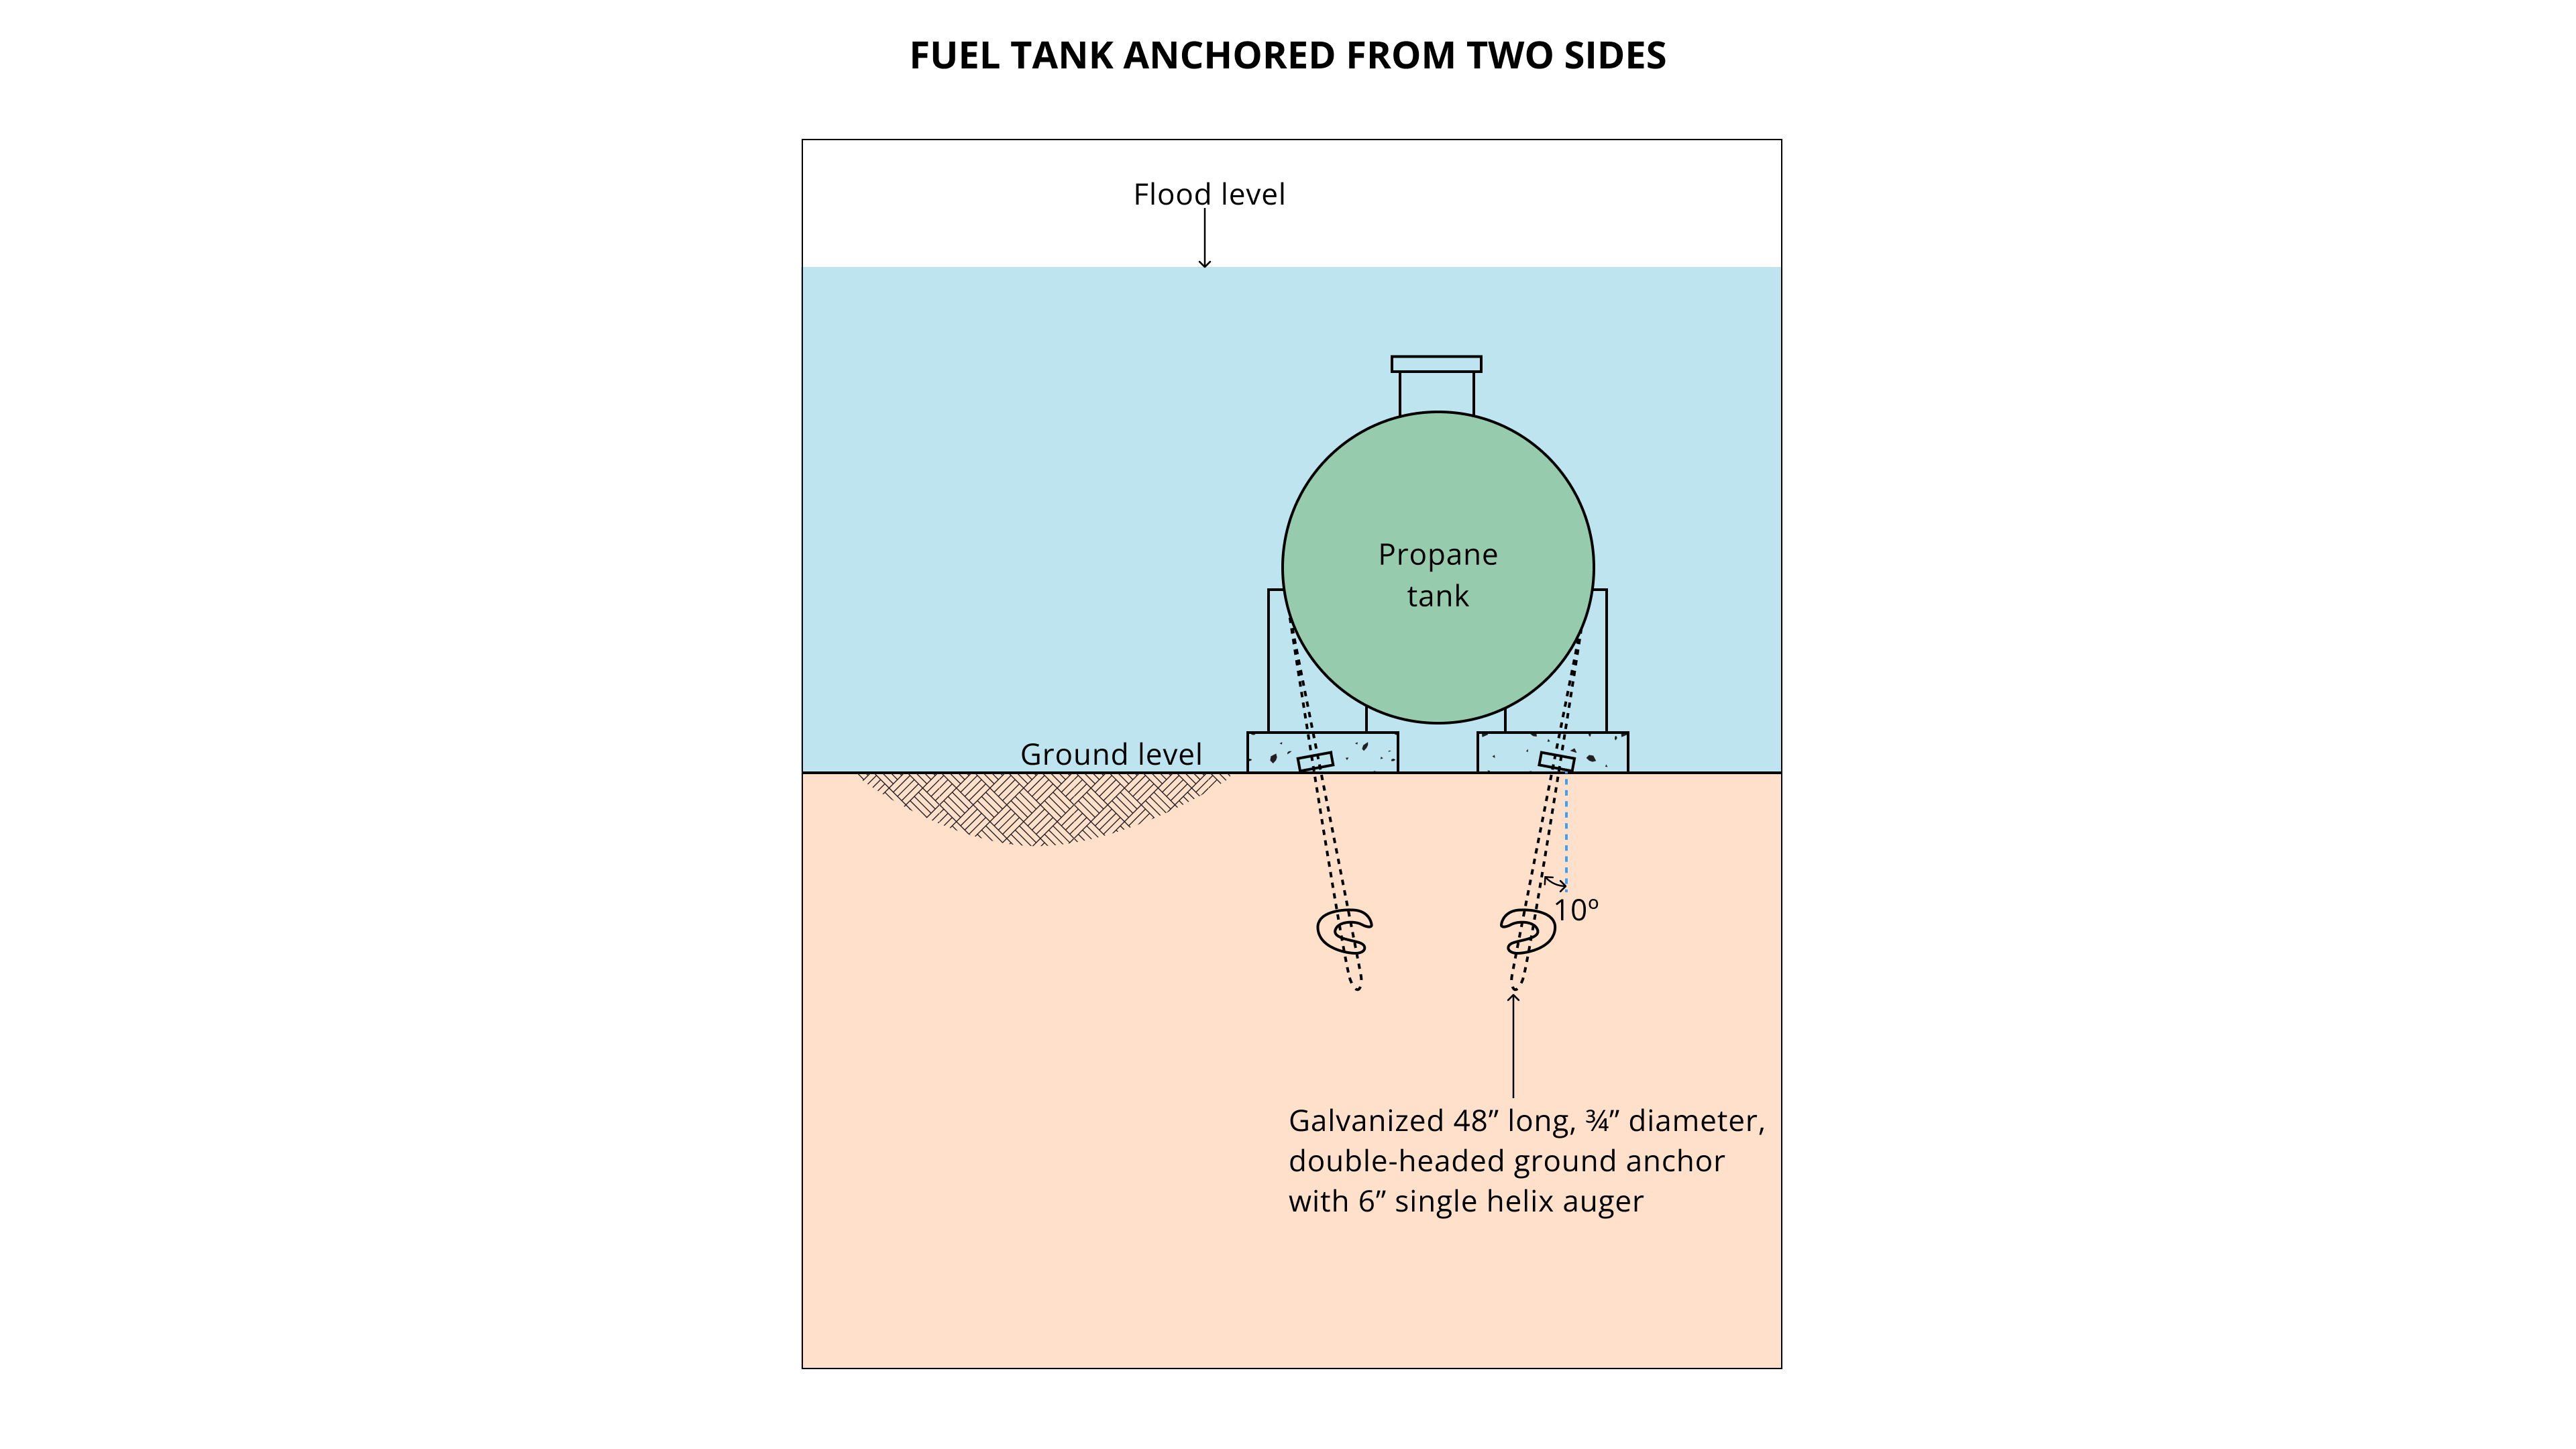 FUEL TANK ANCHORED FROM TWO SIDES
Flood level
Propane
tank
Ground level
10º
Galvanized 48” long, ¾” diameter,
double-headed ground anchor
with 6” single helix auger